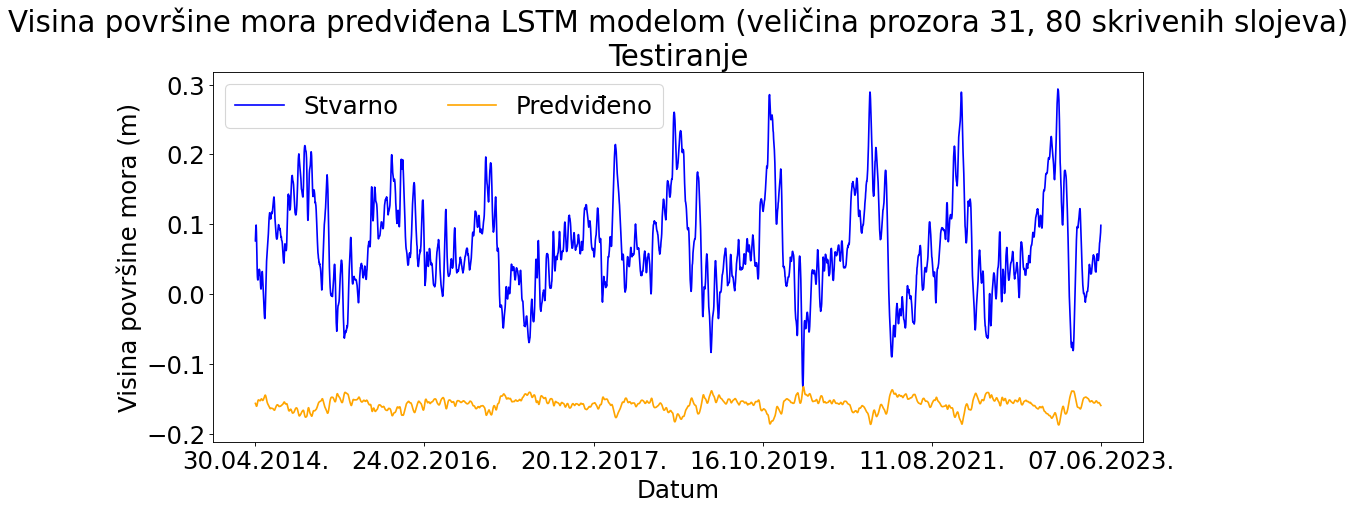 Visina površine mora predviđena LSTM modelom (veličina prozora 31, 80 skrivenih slojeva)
Testiranje
Stvarno Predviđeno
Visina površine mora (m)
0.3
0.2
0.1
0.0
−0.1
−0.2
30.04.2014. 24.02.2016. 20.12.2017. 16.10.2019. 11.08.2021. 07.06.2023.
Datum